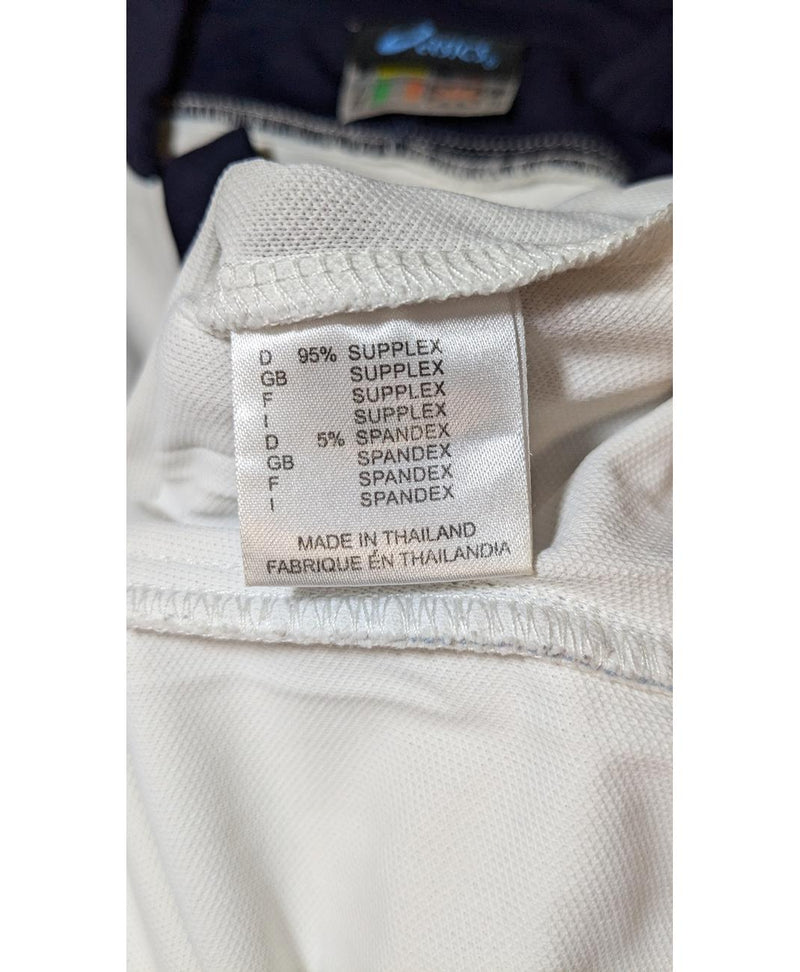 asics
D 95% SUPPLEX
GB SUPPLEX
F SUPPLEX
I SUPPLEX
D 5% SPANDEX
GB SPANDEX
F SPANDEX
I SPANDEX
MADE IN THAILAND
FABRIQUE ÉN THAILANDIA